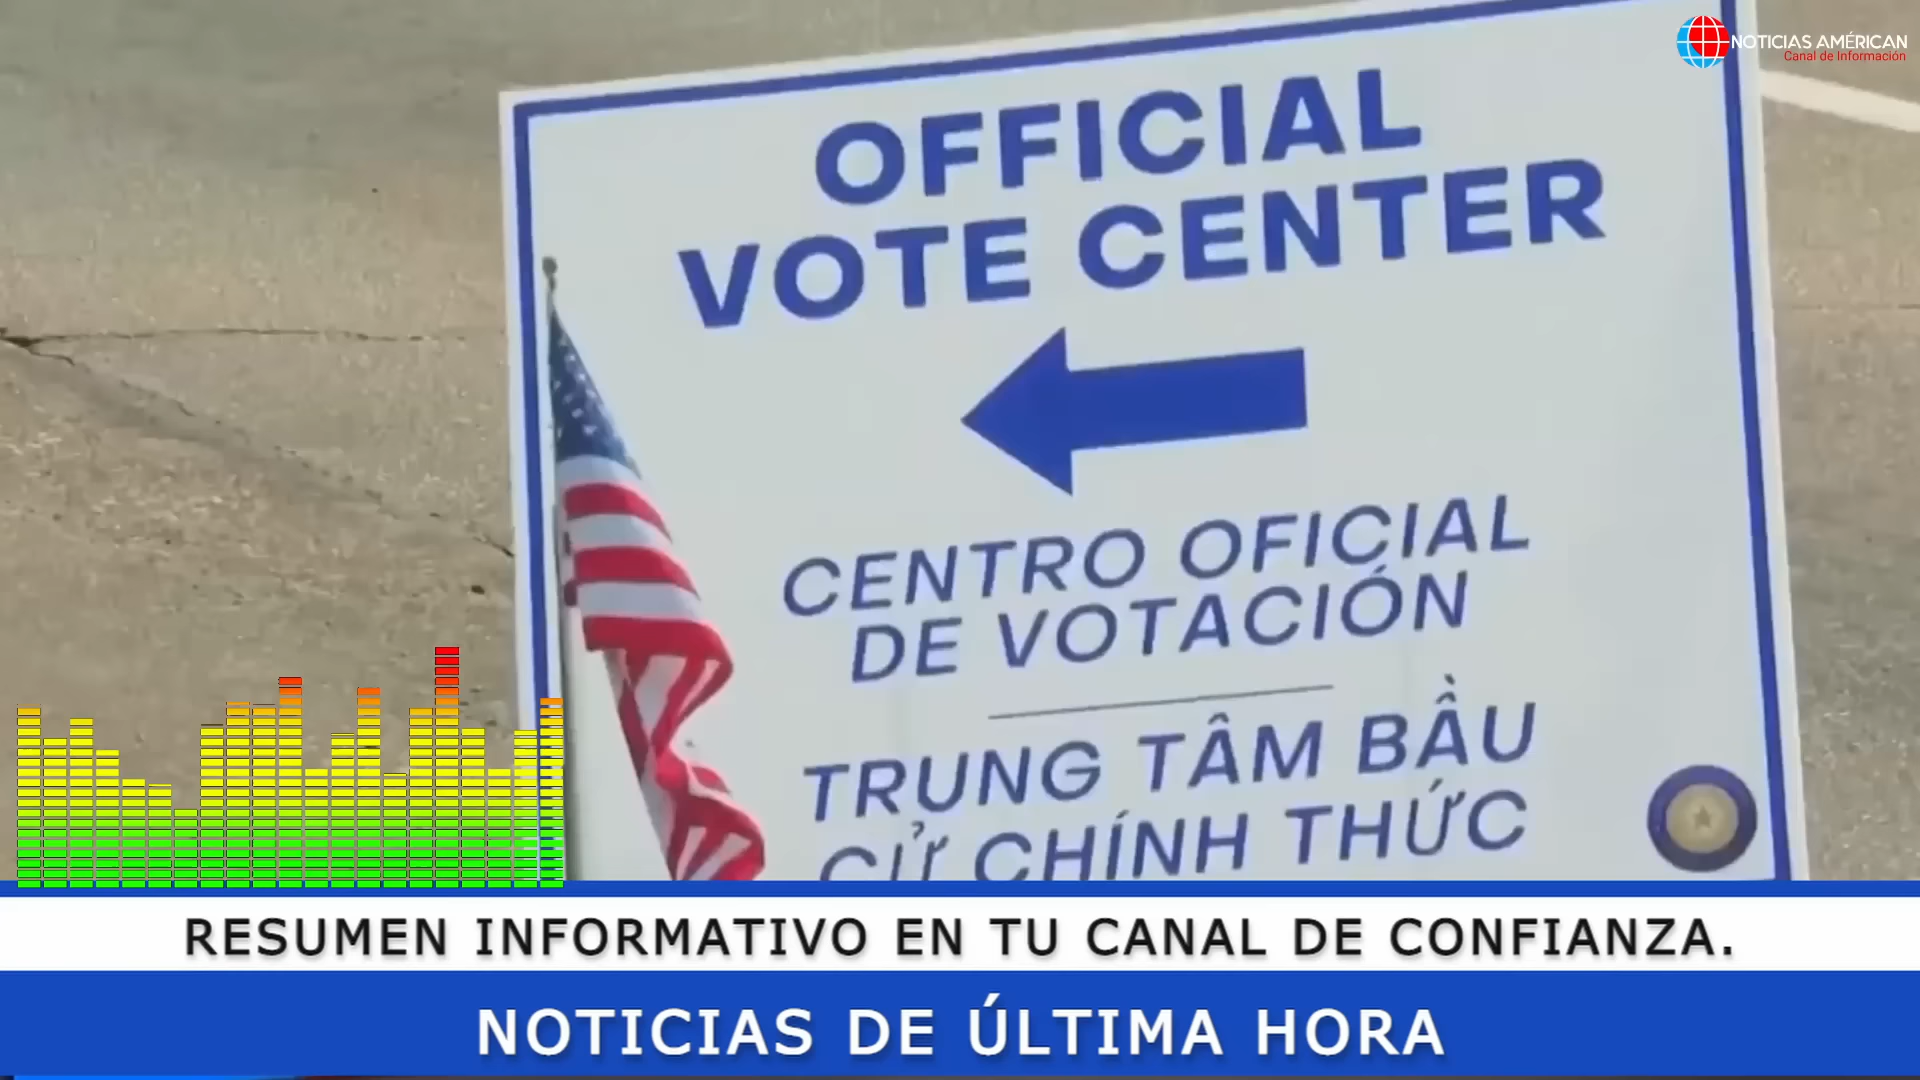 NOTICIAS AMÉRICAN
Canal de Información
OFFICIAL
VOTE CENTER
CENTRO OFICIAL
DE VOTACIÓN
TRUNG TÂM BẦU
CỬ CHÍNH THỨC
RESUMEN INFORMATIVO EN TU CANAL DE CONFIANZA.
NOTICIAS DE ÚLTIMA HORA